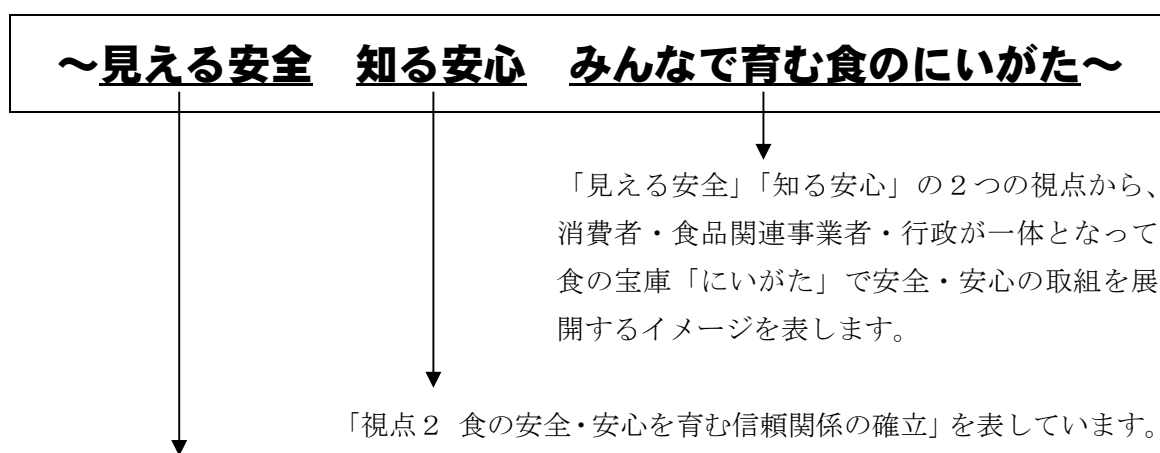 ～見える安全　知る安心　みんなで育む食のにいがた～
「見える安全」「知る安心」の２つの視点から、
消費者・食品関連事業者・行政が一体となって
食の宝庫「にいがた」で安全・安心の取組を展
開するイメージを表します。
「視点２ 食の安全・安心を育む信頼関係の確立」を表しています。